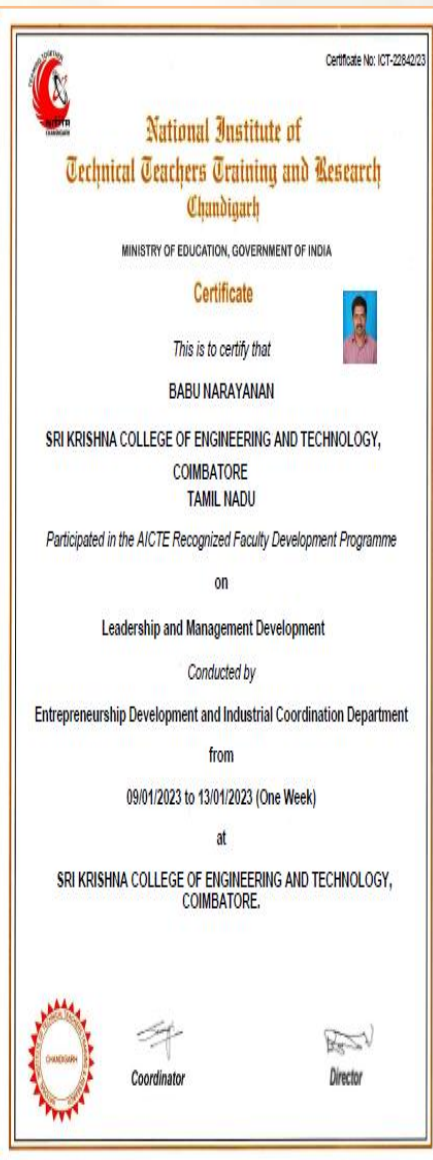 Certificate No: ICT-22842/23
National Institute of
Technical Teachers Training and Research
Chandigarh
MINISTRY OF EDUCATION, GOVERNMENT OF INDIA
Certificate
This is to certify that
BABU NARAYANAN
SRI KRISHNA COLLEGE OF ENGINEERING AND TECHNOLOGY,
COIMBATORE
TAMIL NADU
Participated in the AICTE Recognized Faculty Development Programme
on
Leadership and Management Development
Conducted by
Entrepreneurship Development and Industrial Coordination Department
from
09/01/2023 to 13/01/2023 (One Week)
at
SRI KRISHNA COLLEGE OF ENGINEERING AND TECHNOLOGY,
COIMBATORE.
CHANDIGARH
Coordinator
Director